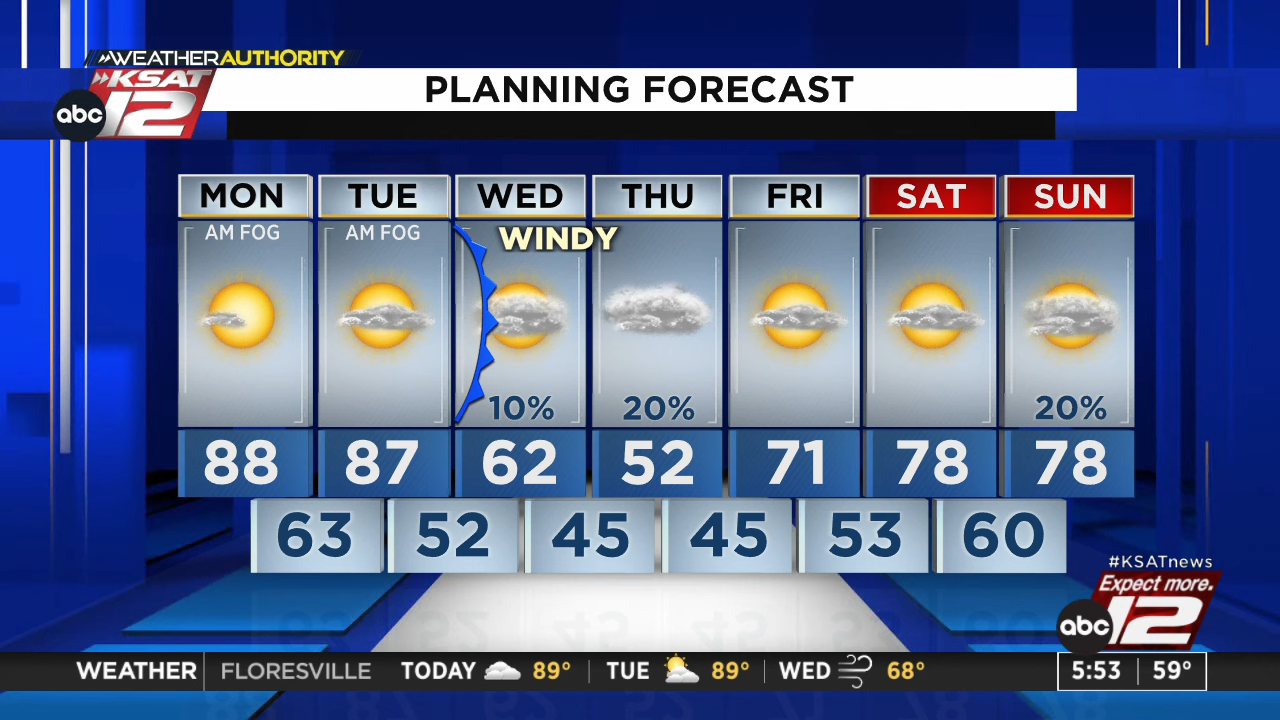 WEATHERAUTHORITY
KSAT
abc 12
PLANNING FORECAST
MON TUE WED THU FRI SAT SUN
AM FOG AM FOG WINDY
10% 20% 20%
88 87 62 52 71 78 78
63 52 45 45 53 60
#KSATnews
Expect more.
abc 12
WEATHER FLORESVILLE TODAY 89° TUE 89° WED 68° 5:53 59°